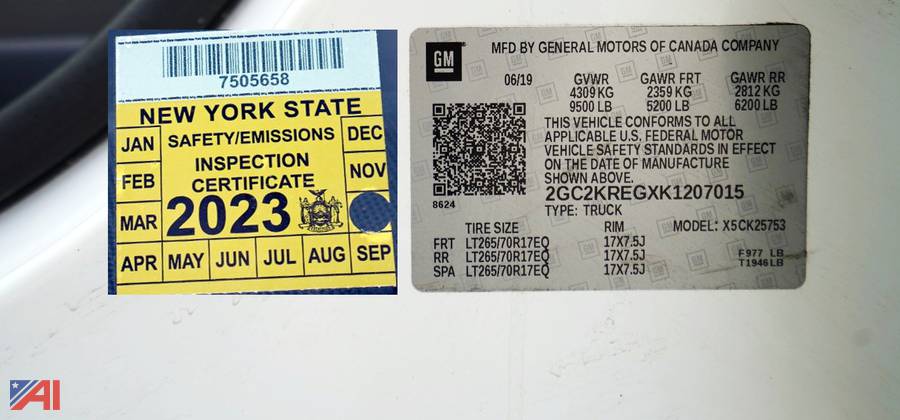 7505658
NEW YORK STATE
SAFETY/EMISSIONS
INSPECTION
CERTIFICATE
2023
JAN
FEB
MAR
APR MAY JUN JUL AUG SEP
DEC
NOV
GM
MFD BY GENERAL MOTORS OF CANADA COMPANY
06/19 GVWR GAWR FRT GAWR RR
4309 KG 2359 KG 2812 KG
9500 LB 5200 LB 6200 LB
THIS VEHICLE CONFORMS TO ALL
APPLICABLE U.S. FEDERAL MOTOR
VEHICLE SAFETY STANDARDS IN EFFECT
ON THE DATE OF MANUFACTURE
SHOWN ABOVE.
8624
2GC2KREGXK1207015
TYPE: TRUCK MODEL: X5CK25753
TIRE SIZE RIM
FRT LT265/70R17EQ 17X7.5J
RR LT265/70R17EQ 17X7.5J F977 LB
SPA LT265/70R17EQ 17X7.5J T1946LB
AI